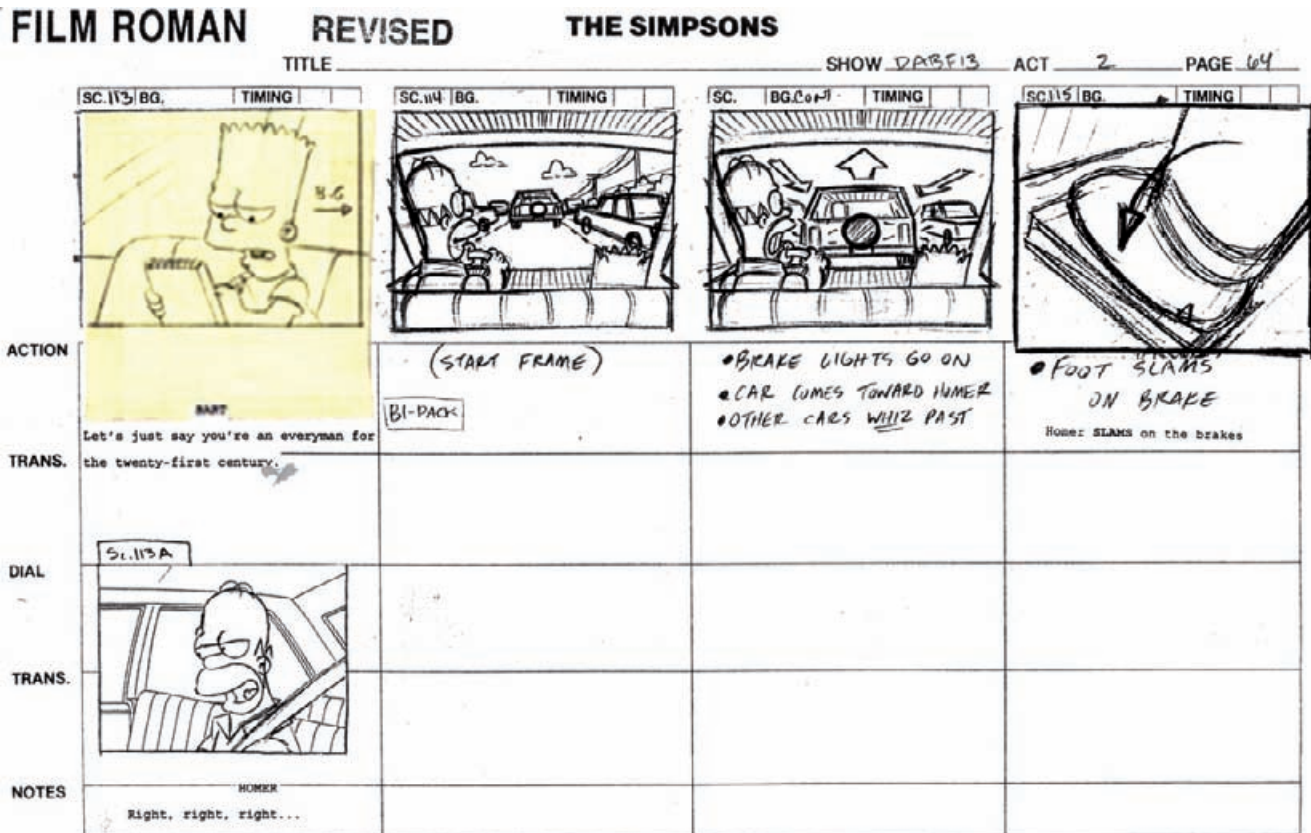 FILM ROMAN REVISED THE SIMPSONS
TITLE SHOW DABF13 ACT 2 PAGE 64
SC.113 BG. TIMING
SC.114 BG. TIMING
SC. BG.CONT. TIMING
SC.115 BG. TIMING
B.G
ACTION
(START FRAME)
BI-PACK
• BRAKE LIGHTS GO ON
• CAR COMES TOWARD HOMER
• OTHER CARS WHIZ PAST
• FOOT SLAMS
ON BRAKE
Homer SLAMS on the brakes
BART
Let's just say you're an everyman for
the twenty-first century.
TRANS.
Sc.113A
DIAL
TRANS.
NOTES
HOMER
Right, right, right...